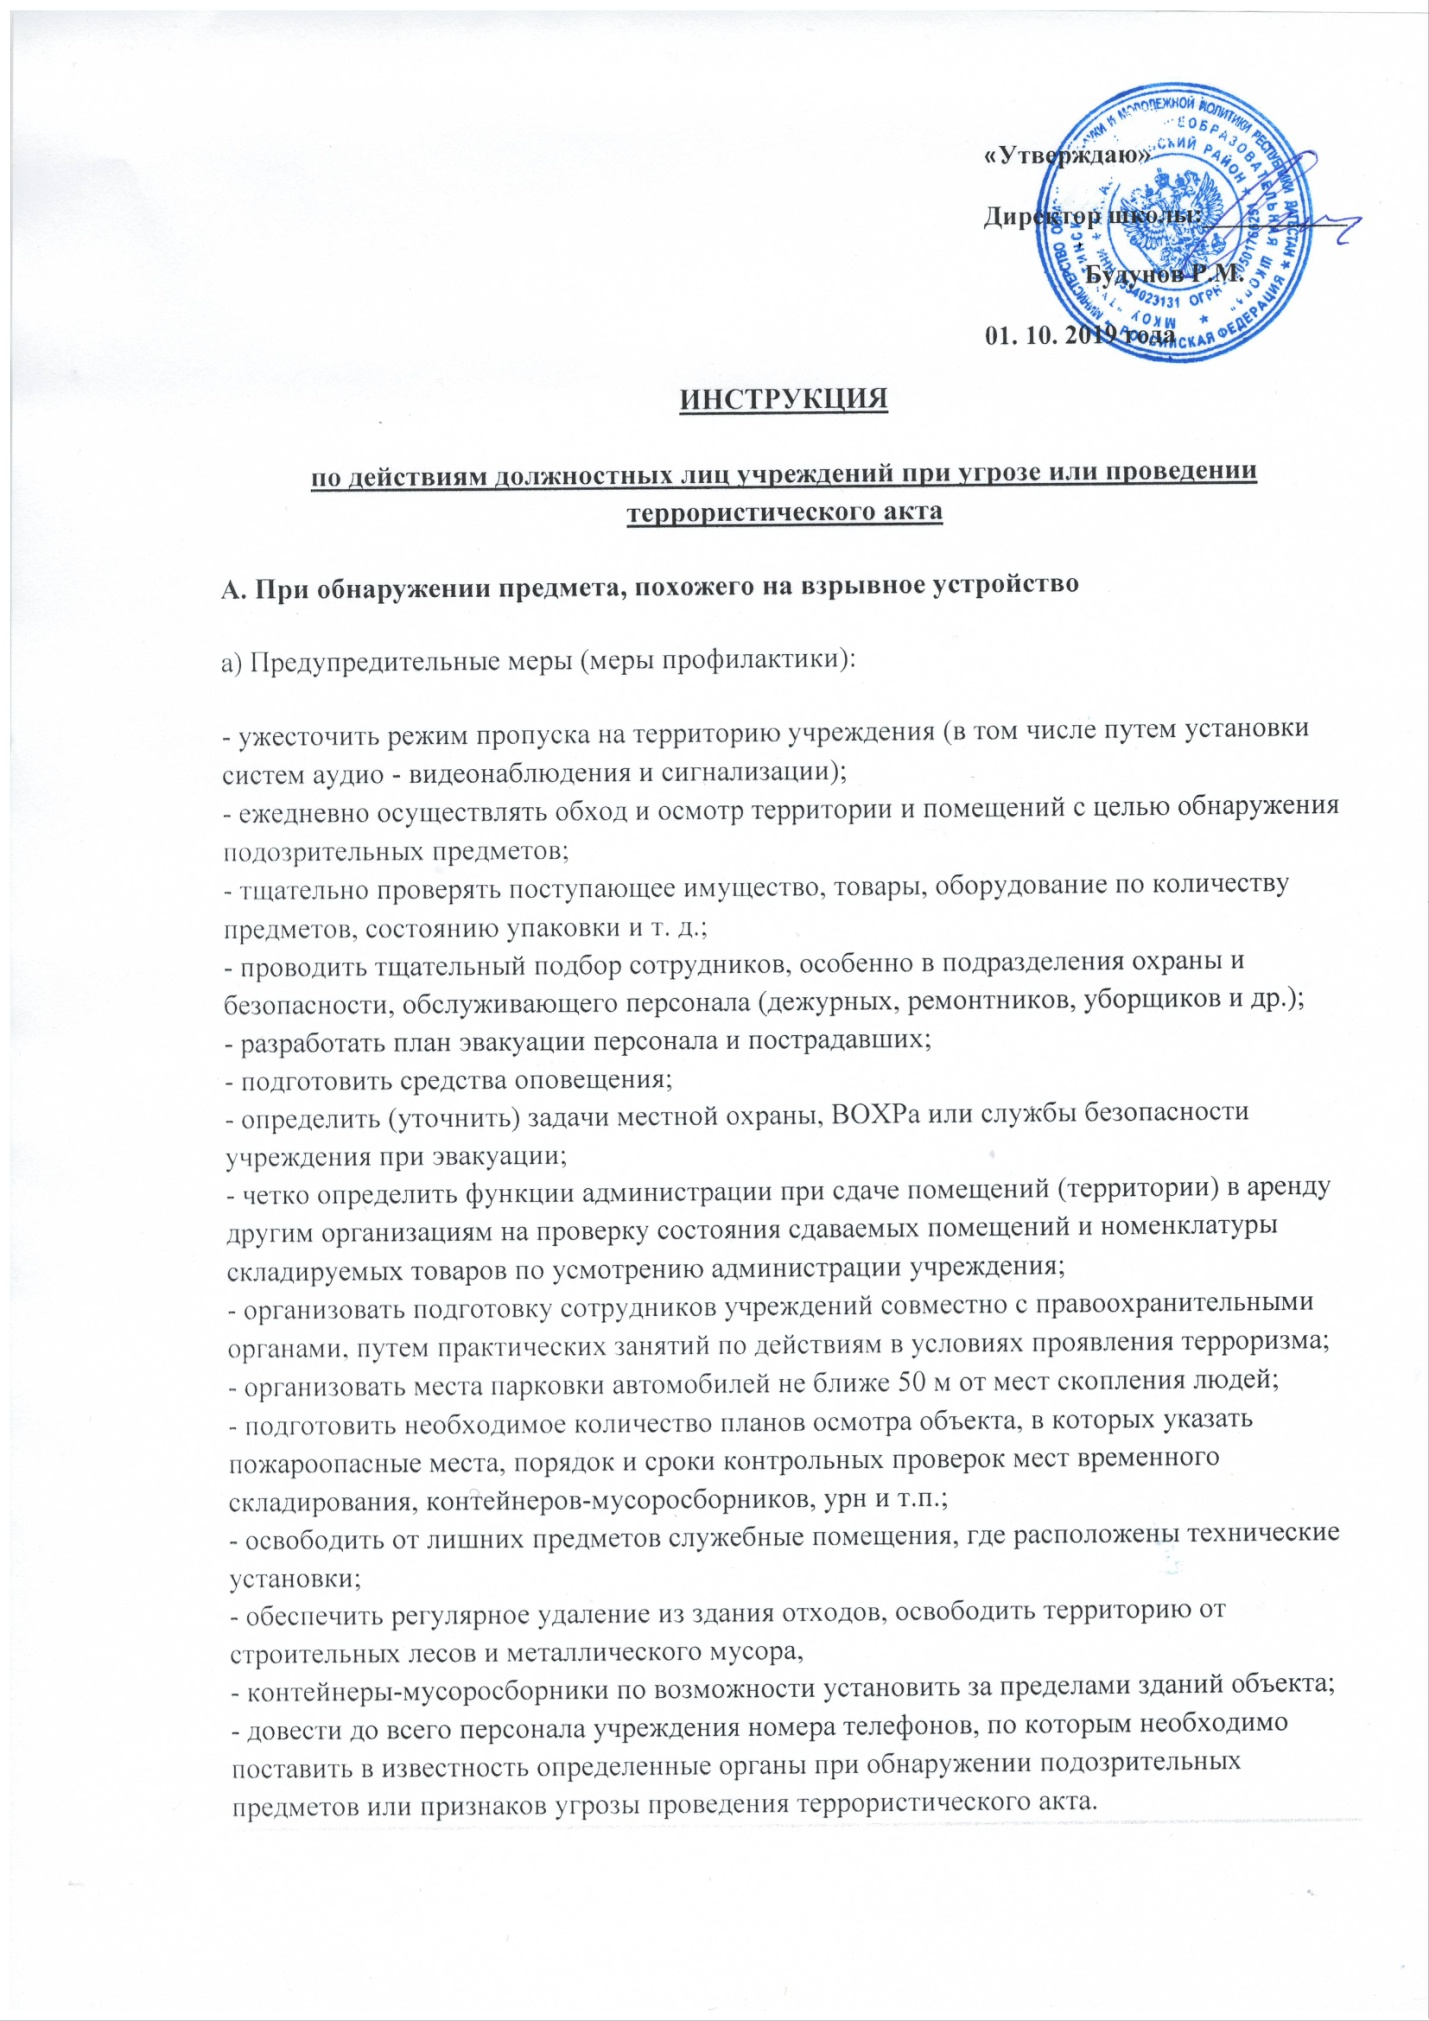 «Утверждаю»
Директор школы:
Будунов Р.М.
01. 10. 2019 года
МОЛОДЕЖНОЙ ПОЛИТИКИ РЕСПУБЛИКИ ДАГЕСТАН * РОССИЙСКАЯ ФЕДЕРАЦИЯ * МИНИСТЕРСТВО
РАЙОН *
МКОУ
ОГРН
ИНСТРУКЦИЯ
по действиям должностных лиц учреждений при угрозе или проведении
террористического акта
А. При обнаружении предмета, похожего на взрывное устройство
а) Предупредительные меры (меры профилактики):
- ужесточить режим пропуска на территорию учреждения (в том числе путем установки
систем аудио - видеонаблюдения и сигнализации);
- ежедневно осуществлять обход и осмотр территории и помещений с целью обнаружения
подозрительных предметов;
- тщательно проверять поступающее имущество, товары, оборудование по количеству
предметов, состоянию упаковки и т. д.;
- проводить тщательный подбор сотрудников, особенно в подразделения охраны и
безопасности, обслуживающего персонала (дежурных, ремонтников, уборщиков и др.);
- разработать план эвакуации персонала и пострадавших;
- подготовить средства оповещения;
- определить (уточнить) задачи местной охраны, ВОХРа или службы безопасности
учреждения при эвакуации;
- четко определить функции администрации при сдаче помещений (территории) в аренду
другим организациям на проверку состояния сдаваемых помещений и номенклатуры
складируемых товаров по усмотрению администрации учреждения;
- организовать подготовку сотрудников учреждений совместно с правоохранительными
органами, путем практических занятий по действиям в условиях проявления терроризма;
- организовать места парковки автомобилей не ближе 50 м от мест скопления людей;
- подготовить необходимое количество планов осмотра объекта, в которых указать
пожароопасные места, порядок и сроки контрольных проверок мест временного
складирования, контейнеров-мусоросборников, урн и т.п.;
- освободить от лишних предметов служебные помещения, где расположены технические
установки;
- обеспечить регулярное удаление из здания отходов, освободить территорию от
строительных лесов и металлического мусора,
- контейнеры-мусоросборники по возможности установить за пределами зданий объекта;
- довести до всего персонала учреждения номера телефонов, по которым необходимо
поставить в известность определенные органы при обнаружении подозрительных
предметов или признаков угрозы проведения террористического акта.